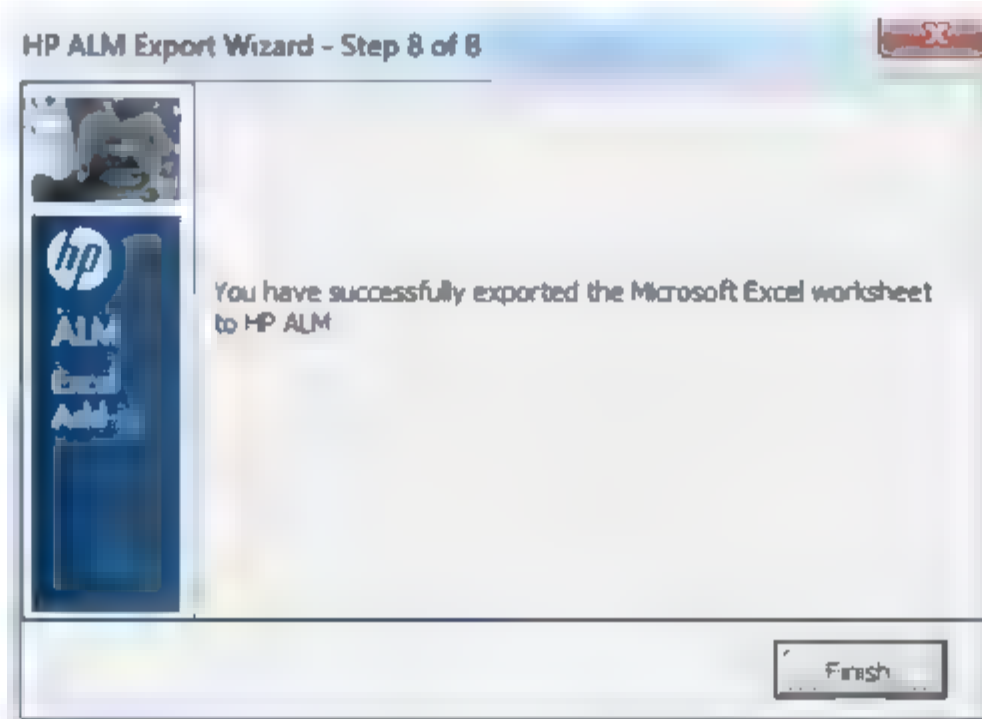 HP ALM Export Wizard - Step 8 of 8
hp
ALM
Excel
You have successfully exported the Microsoft Excel worksheet
to HP ALM
Finish